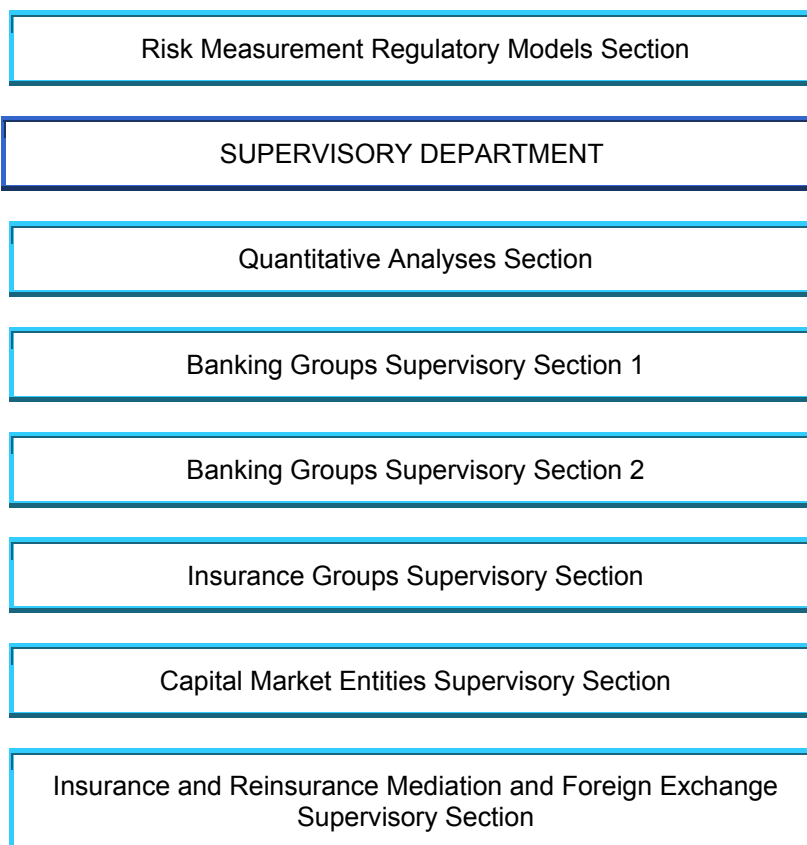 Risk Measurement Regulatory Models Section
SUPERVISORY DEPARTMENT
Quantitative Analyses Section
Banking Groups Supervisory Section 1
Banking Groups Supervisory Section 2
Insurance Groups Supervisory Section
Capital Market Entities Supervisory Section
Insurance and Reinsurance Mediation and Foreign Exchange
Supervisory Section